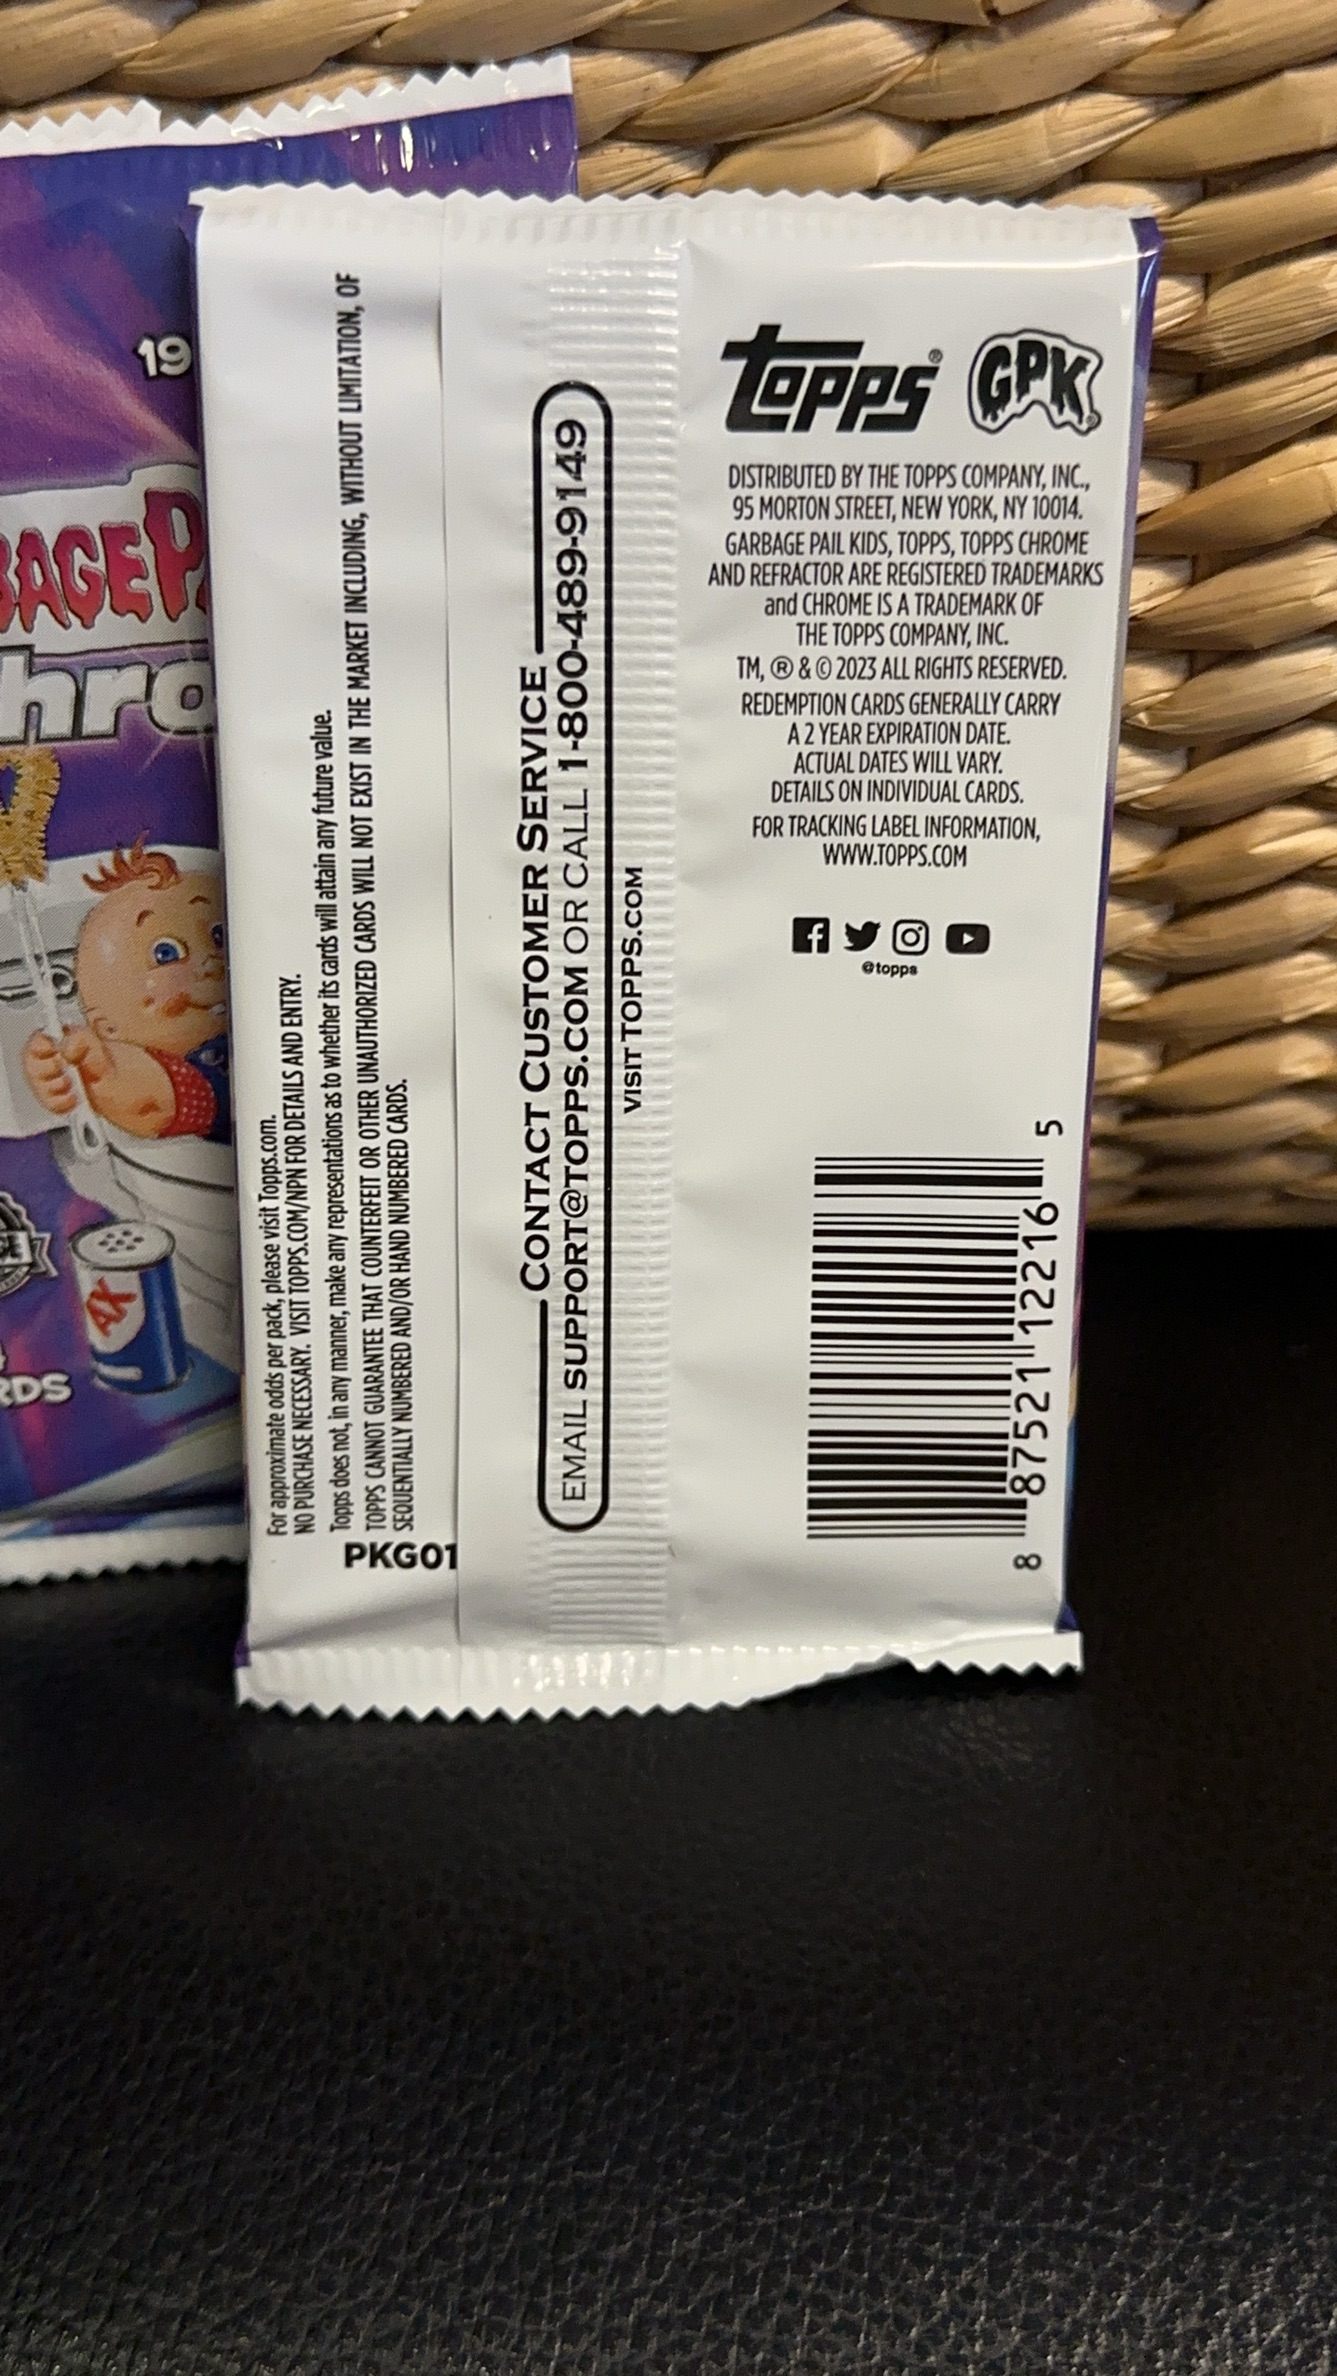 19
BAGE P
hro
RDS
For approximate odds per pack, please visit Topps.com.
NO PURCHASE NECESSARY. VISIT TOPPS.COM/NPN FOR DETAILS AND ENTRY.
Topps does not, in any manner, make any representations as to whether its cards will attain any future value.
TOPPS CANNOT GUARANTEE THAT COUNTERFEIT OR OTHER UNAUTHORIZED CARDS WILL NOT EXIST IN THE MARKET INCLUDING, WITHOUT LIMITATION, OF
SEQUENTIALLY NUMBERED AND/OR HAND NUMBERED CARDS.
PKG01
CONTACT CUSTOMER SERVICE
EMAIL SUPPORT@TOPPS.COM OR CALL 1-800-489-9149
VISIT TOPPS.COM
Topps® GPK®
DISTRIBUTED BY THE TOPPS COMPANY, INC.,
95 MORTON STREET, NEW YORK, NY 10014.
GARBAGE PAIL KIDS, TOPPS, TOPPS CHROME
AND REFRACTOR ARE REGISTERED TRADEMARKS
and CHROME IS A TRADEMARK OF
THE TOPPS COMPANY, INC.
TM, ® & © 2023 ALL RIGHTS RESERVED.
REDEMPTION CARDS GENERALLY CARRY
A 2 YEAR EXPIRATION DATE.
ACTUAL DATES WILL VARY.
DETAILS ON INDIVIDUAL CARDS.
FOR TRACKING LABEL INFORMATION,
WWW.TOPPS.COM
@topps
8 87521 12216 5